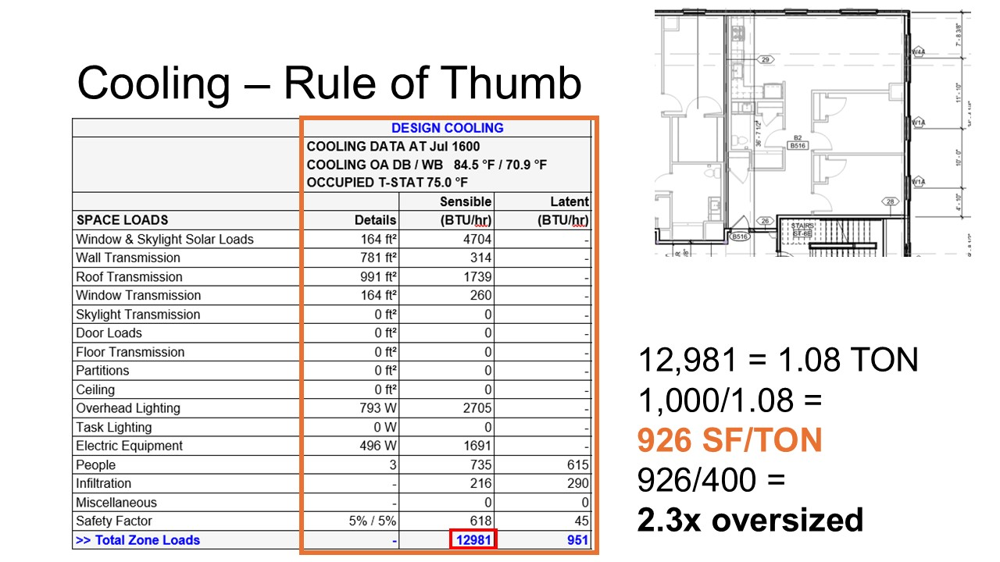 Cooling – Rule of Thumb
DESIGN COOLING
COOLING DATA AT Jul 1600
COOLING OA DB / WB 84.5 °F / 70.9 °F
OCCUPIED T-STAT 75.0 °F
Sensible Latent
SPACE LOADS Details (BTU/hr) (BTU/hr)
Window & Skylight Solar Loads 164 ft² 4704 -
Wall Transmission 781 ft² 314 -
Roof Transmission 991 ft² 1739 -
Window Transmission 164 ft² 260 -
Skylight Transmission 0 ft² 0 -
Door Loads 0 ft² 0 -
Floor Transmission 0 ft² 0 -
Partitions 0 ft² 0 -
Ceiling 0 ft² 0 -
Overhead Lighting 793 W 2705 -
Task Lighting 0 W 0 -
Electric Equipment 496 W 1691 -
People 3 735 615
Infiltration - 216 290
Miscellaneous - 0 0
Safety Factor 5% / 5% 618 45
>> Total Zone Loads - 12981 951
29
W4A
7' - 8 3/8"
11' - 10"
36' - 7 1/2"
B2
B516
W1A
10' - 0"
W1A
28
4' - 10"
26
B516
STAIRS
ST-6E
12,981 = 1.08 TON
1,000/1.08 =
926 SF/TON
926/400 =
2.3x oversized